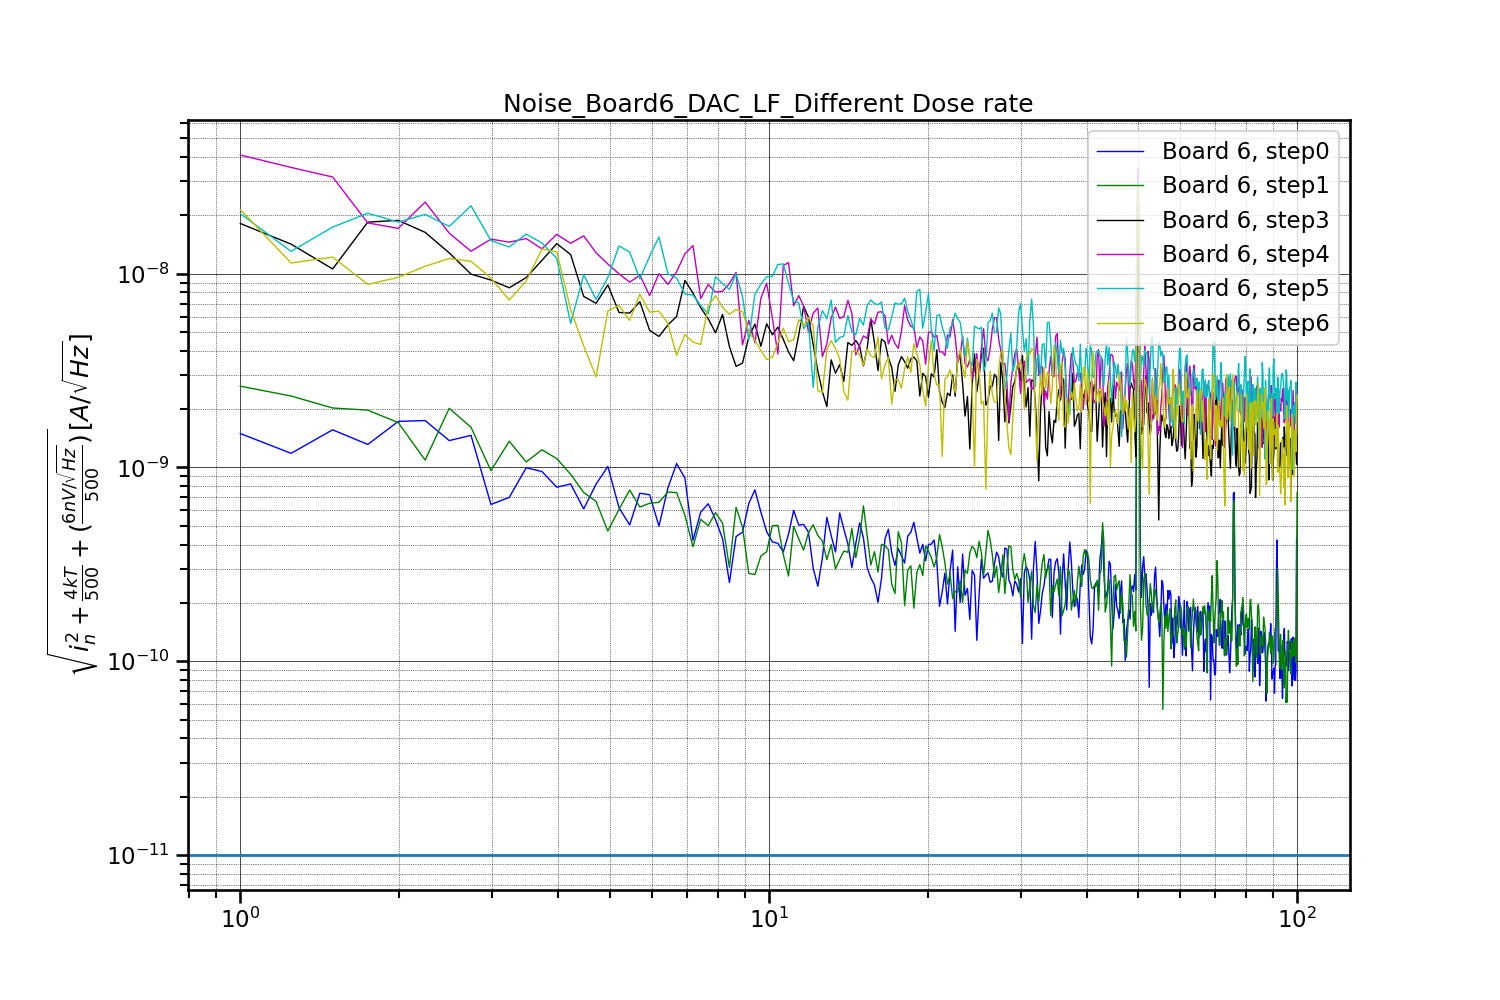 Noise_Board6_DAC_LF_Different Dose rate
Board 6, step0
Board 6, step1
Board 6, step3
Board 6, step4
Board 6, step5
Board 6, step6
√(i_n^2 + 4kT/500 + (6nV/√Hz/500)) [A/√Hz]
10⁻⁸
10⁻⁹
10⁻¹⁰
10⁻¹¹
10⁰ 10¹ 10²